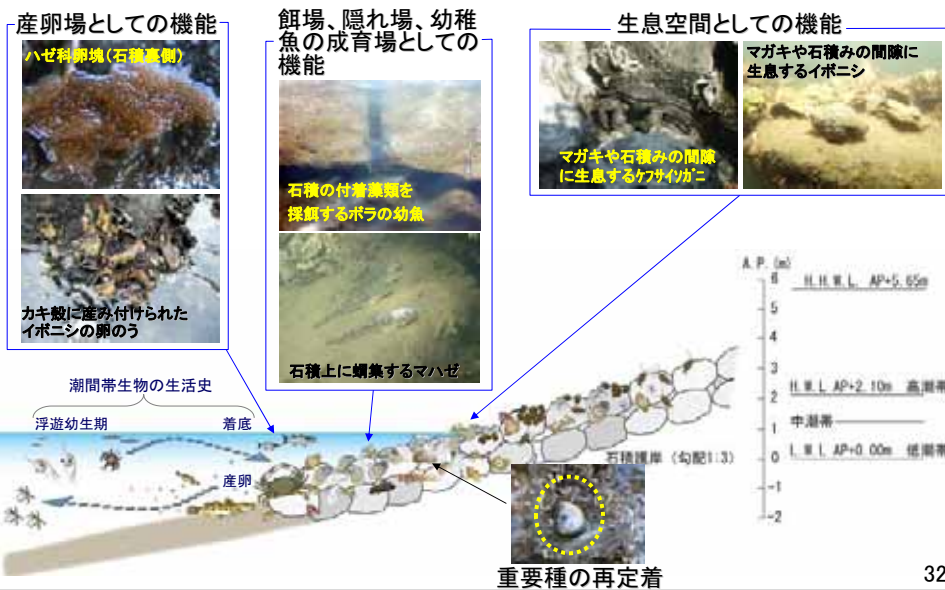 産卵場としての機能
ハゼ科卵塊(石積裏側)
カキ殻に産み付けられた
イボニシの卵のう
餌場、隠れ場、幼稚
魚の成育場としての
機能
石積の付着藻類を
採餌するボラの幼魚
石積上に蝟集するマハゼ
生息空間としての機能
マガキや石積みの間隙
に生息するケフサイソガニ
マガキや石積みの間隙に
生息するイボニシ
潮間帯生物の生活史
浮遊幼生期
着底
産卵
石積護岸(勾配1:3)
A.P.(m)
6
H.H.W.L. AP+5.65m
5
4
3
H.W.L AP+2.10m 高潮帯
2
中潮帯
1
0
L.W.L AP+0.00m 低潮帯
-1
-2
重要種の再定着
32